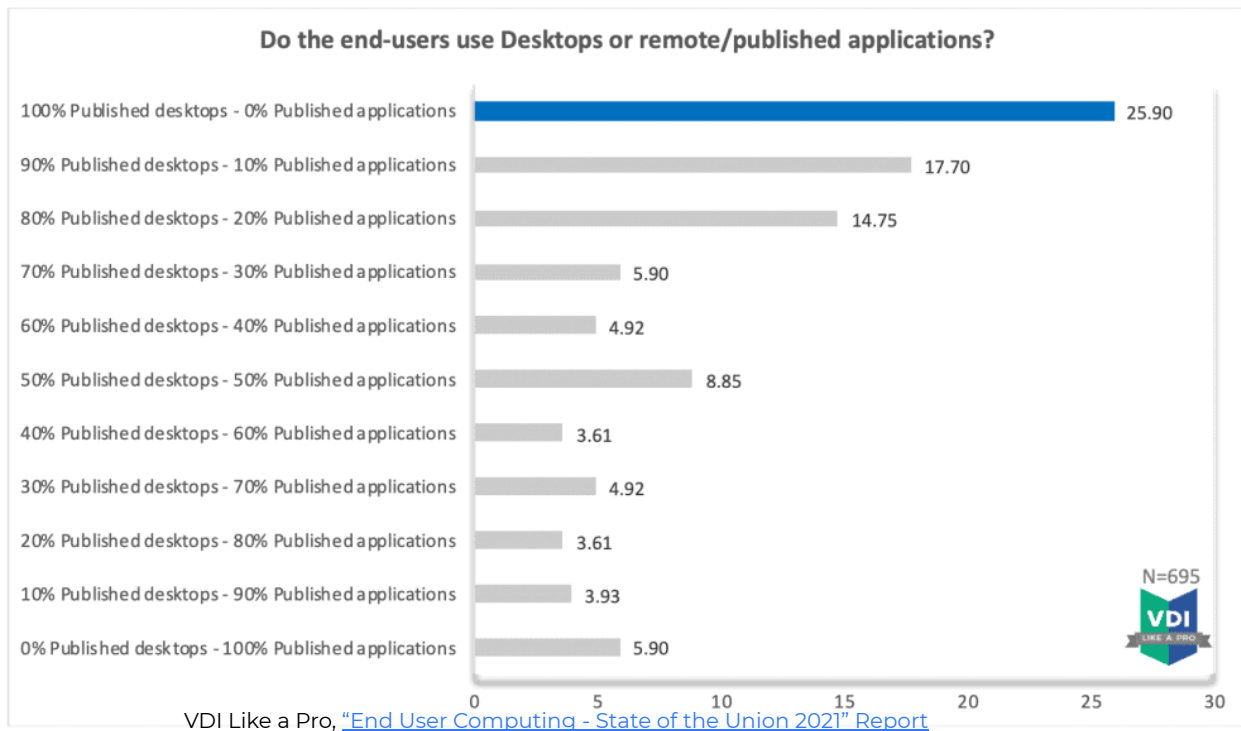 Do the end-users use Desktops or remote/published applications?
100% Published desktops - 0% Published applications
25.90
90% Published desktops - 10% Published applications
17.70
80% Published desktops - 20% Published applications
14.75
70% Published desktops - 30% Published applications
5.90
60% Published desktops - 40% Published applications
4.92
50% Published desktops - 50% Published applications
8.85
40% Published desktops - 60% Published applications
3.61
30% Published desktops - 70% Published applications
4.92
20% Published desktops - 80% Published applications
3.61
10% Published desktops - 90% Published applications
3.93
0% Published desktops - 100% Published applications
5.90
N=695
VDI
LIKE A PRO
0 5 10 15 20 25 30
VDI Like a Pro, “End User Computing - State of the Union 2021” Report